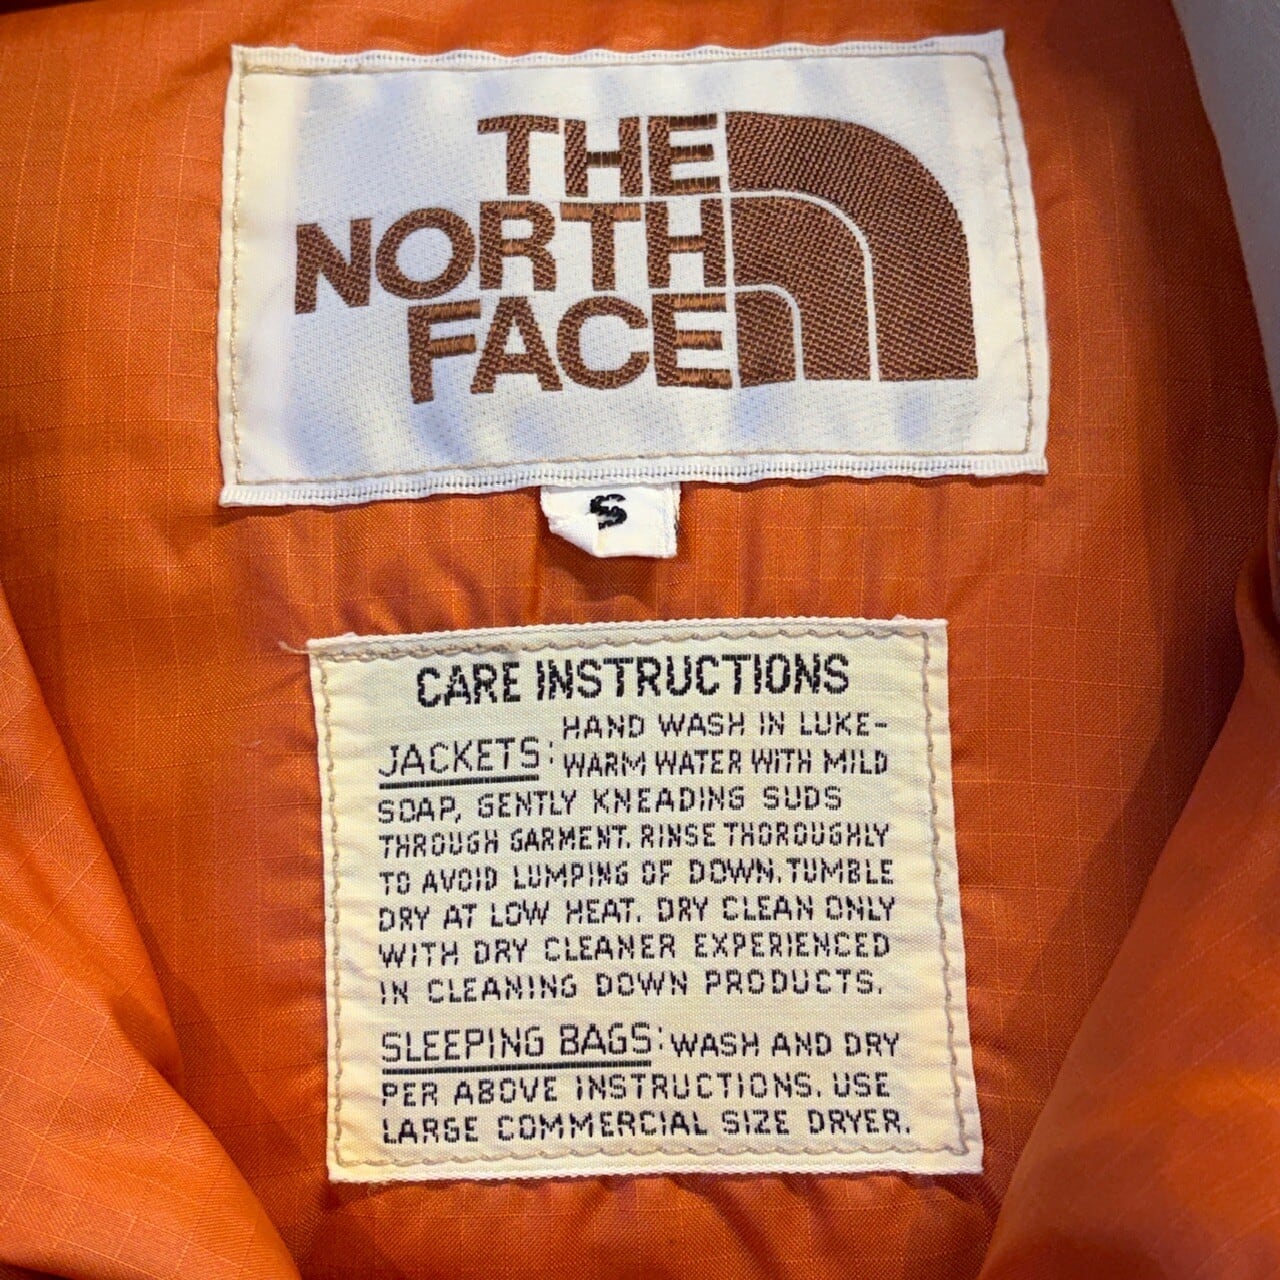 THE
NORTH
FACE
S
CARE INSTRUCTIONS
JACKETS: HAND WASH IN LUKE-
WARM WATER WITH MILD
SOAP, GENTLY KNEADING SUDS
THROUGH GARMENT. RINSE THOROUGHLY
TO AVOID LUMPING OF DOWN. TUMBLE
DRY AT LOW HEAT. DRY CLEAN ONLY
WITH DRY CLEANER EXPERIENCED
IN CLEANING DOWN PRODUCTS.
SLEEPING BAGS: WASH AND DRY
PER ABOVE INSTRUCTIONS. USE
LARGE COMMERCIAL SIZE DRYER.